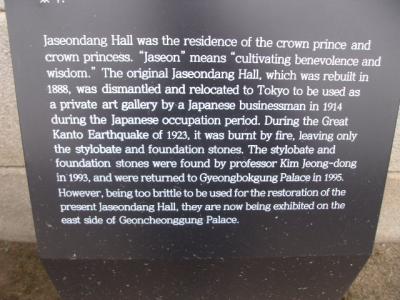 Jaseondang Hall was the residence of the crown prince and
crown princess. “Jaseon” means “cultivating benevolence and
wisdom.” The original Jaseondang Hall, which was rebuilt in
1888, was dismantled and relocated to Tokyo to be used as
a private art gallery by a Japanese businessman in 1914
during the Japanese occupation period. During the Great
Kanto Earthquake of 1923, it was burnt by fire, leaving only
the stylobate and foundation stones. The stylobate and
foundation stones were found by professor Kim Jeong-dong
in 1993, and were returned to Gyeongbokgung Palace in 1995.
However, being too brittle to be used for the restoration of the
present Jaseondang Hall, they are now being exhibited on the
east side of Geoncheonggung Palace.